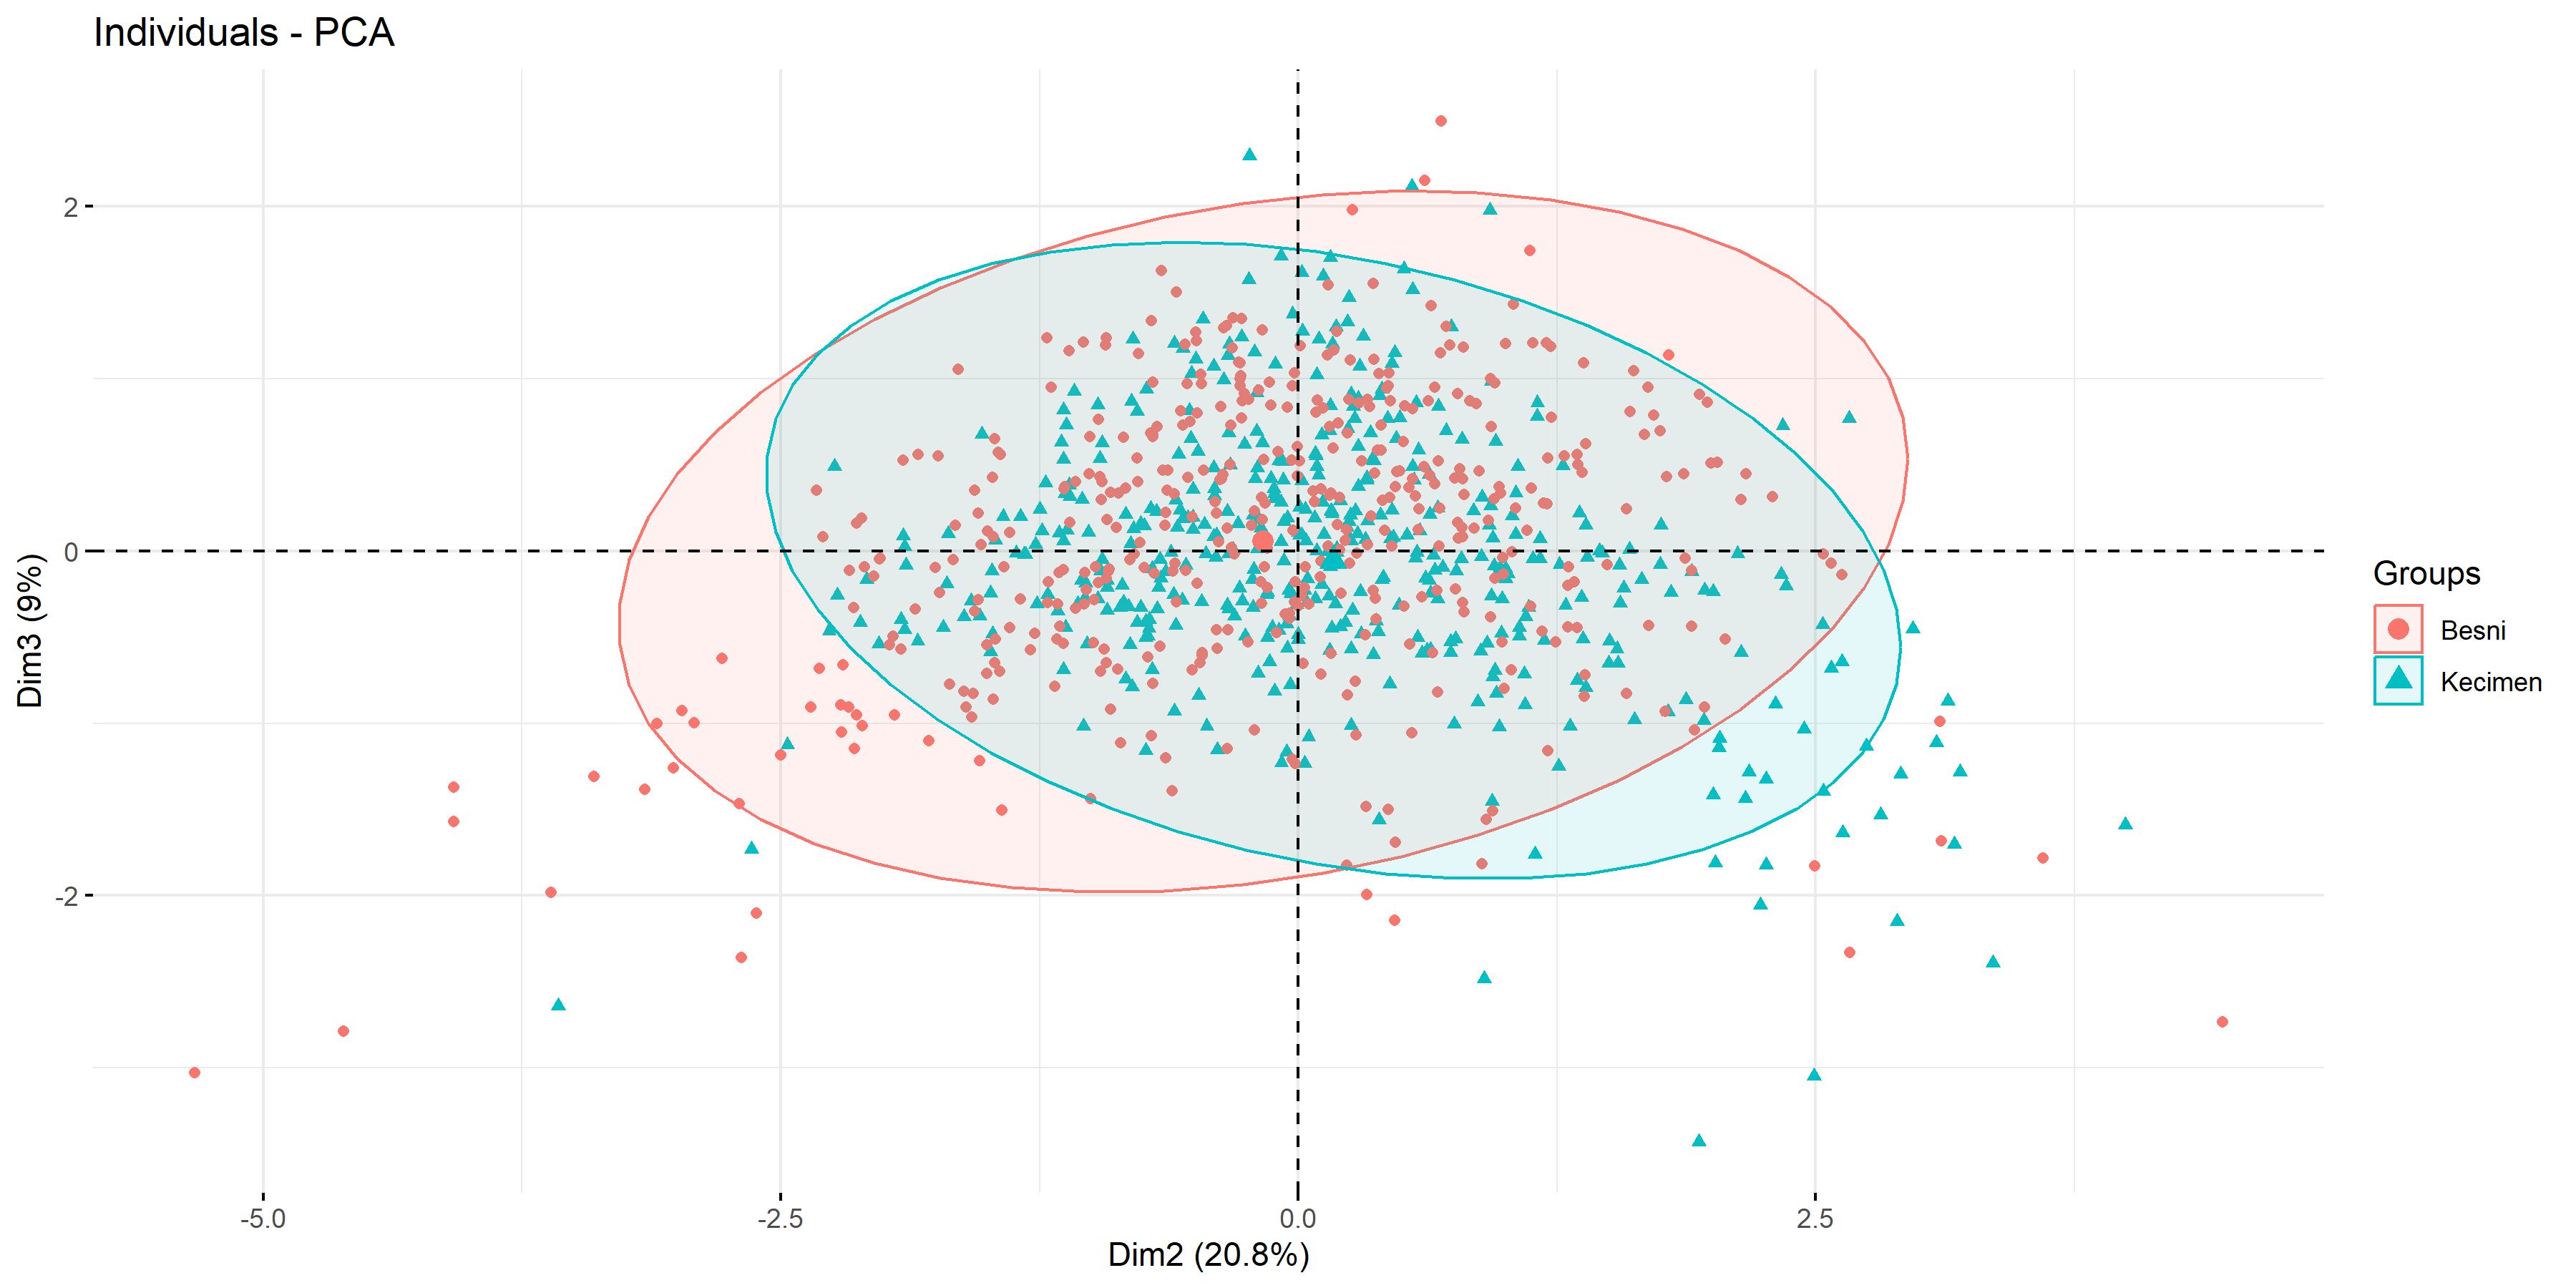 Individuals - PCA
2
0
-2
Dim3 (9%)
-5.0
-2.5
0.0
2.5
Dim2 (20.8%)
Groups
Besni
Kecimen